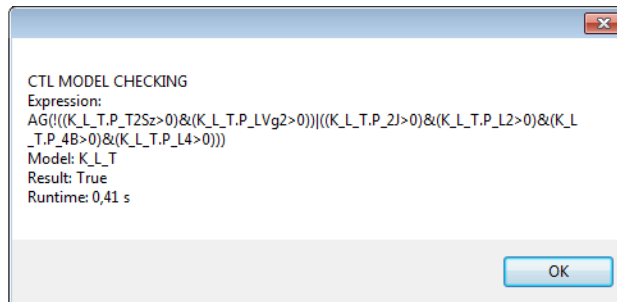 CTL MODEL CHECKING
Expression:
AG(!((K_L_T.P_T2Sz>0)&(K_L_T.P_LVg2>0))|((K_L_T.P_2J>0)&(K_L_T.P_L2>0)&(K_L
_T.P_4B>0)&(K_L_T.P_L4>0)))
Model: K_L_T
Result: True
Runtime: 0,41 s
OK